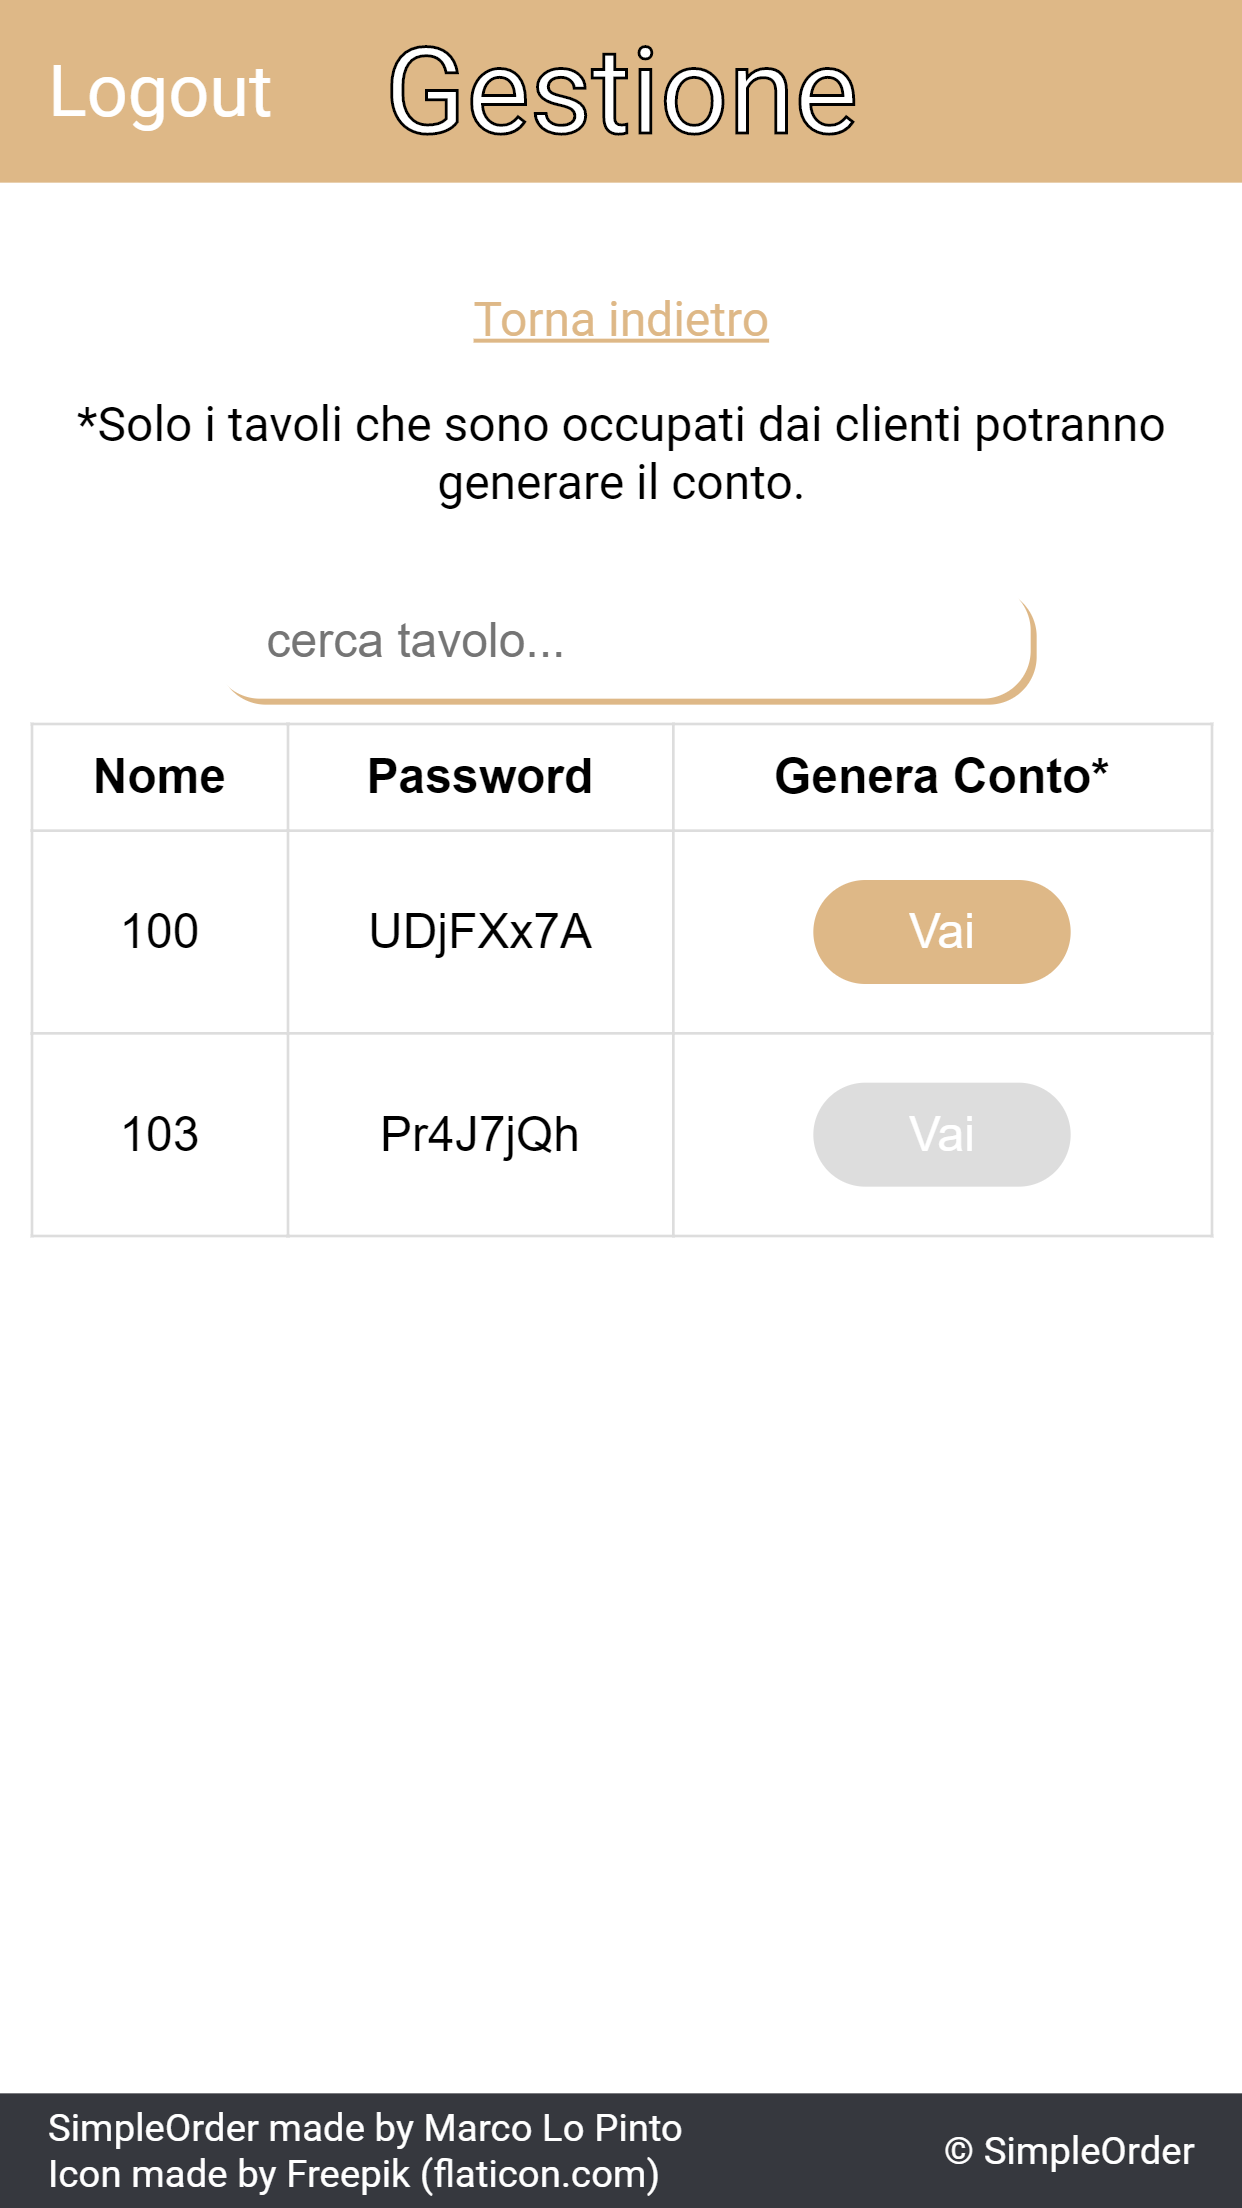 Logout Gestione
Torna indietro
*Solo i tavoli che sono occupati dai clienti potranno
generare il conto.
cerca tavolo...
Nome Password Genera Conto*
100 UDjFXx7A Vai
103 Pr4J7jQh Vai
SimpleOrder made by Marco Lo Pinto
Icon made by Freepik (flaticon.com)
© SimpleOrder